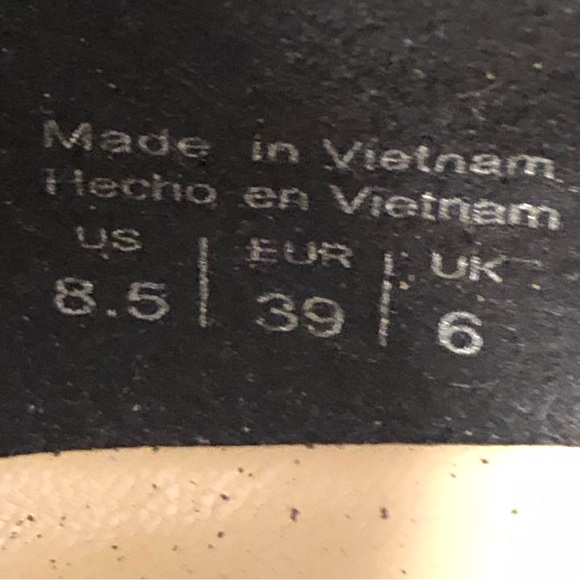 Made in Vietnam
Hecho en Vietnam
US | EUR | UK
8.5 | 39 | 6